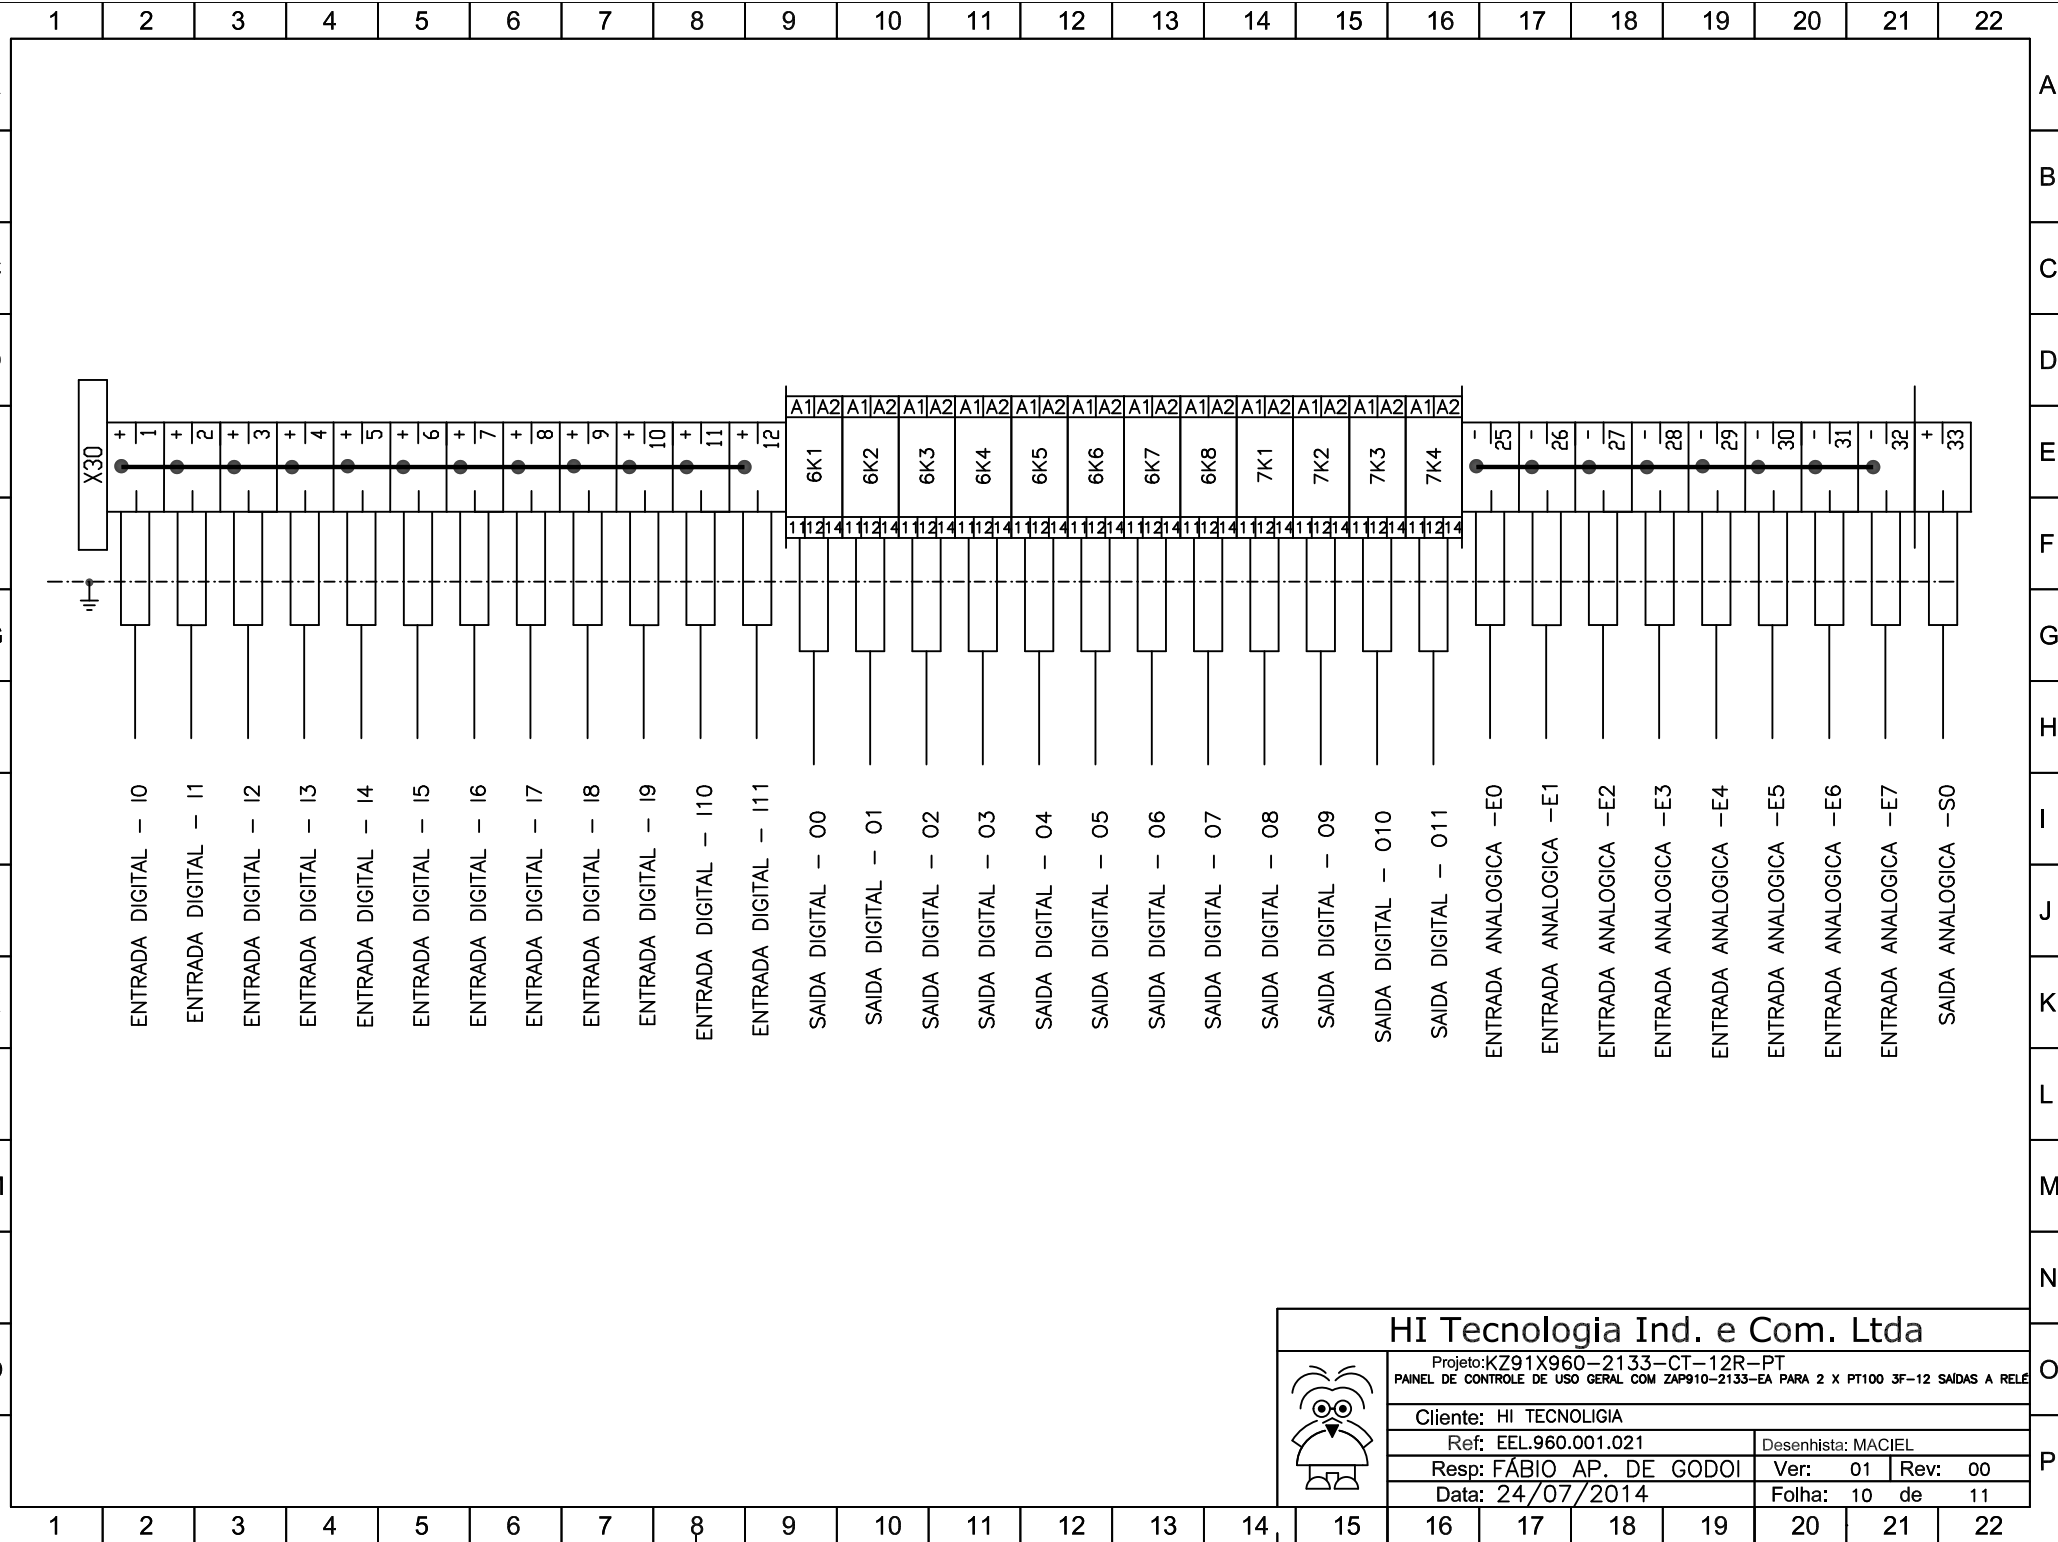 1 2 3 4 5 6 7 8 9 10 11 12 13 14 15 16 17 18 19 20 21 22
A
B
C
D
E
F
G
H
I
J
K
L
M
N
O
P
X30
+ 1 + 2 + 3 + 4 + 5 + 6 + 7 + 8 + 9 + 10 + 11 + 12
A1 A2 A1 A2 A1 A2 A1 A2 A1 A2 A1 A2 A1 A2 A1 A2 A1 A2 A1 A2 A1 A2 A1 A2
6K1 6K2 6K3 6K4 6K5 6K6 6K7 6K8 7K1 7K2 7K3 7K4
11 12 14 11 12 14 11 12 14 11 12 14 11 12 14 11 12 14 11 12 14 11 12 14 11 12 14 11 12 14 11 12 14 11 12 14
- 25 - 26 - 27 - 28 - 29 - 30 - 31 - 32 + 33
ENTRADA DIGITAL - I0
ENTRADA DIGITAL - I1
ENTRADA DIGITAL - I2
ENTRADA DIGITAL - I3
ENTRADA DIGITAL - I4
ENTRADA DIGITAL - I5
ENTRADA DIGITAL - I6
ENTRADA DIGITAL - I7
ENTRADA DIGITAL - I8
ENTRADA DIGITAL - I9
ENTRADA DIGITAL - I10
ENTRADA DIGITAL - I11
SAIDA DIGITAL - O0
SAIDA DIGITAL - O1
SAIDA DIGITAL - O2
SAIDA DIGITAL - O3
SAIDA DIGITAL - O4
SAIDA DIGITAL - O5
SAIDA DIGITAL - O6
SAIDA DIGITAL - O7
SAIDA DIGITAL - O8
SAIDA DIGITAL - O9
SAIDA DIGITAL - O10
SAIDA DIGITAL - O11
ENTRADA ANALOGICA -E0
ENTRADA ANALOGICA -E1
ENTRADA ANALOGICA -E2
ENTRADA ANALOGICA -E3
ENTRADA ANALOGICA -E4
ENTRADA ANALOGICA -E5
ENTRADA ANALOGICA -E6
ENTRADA ANALOGICA -E7
SAIDA ANALOGICA -S0
HI Tecnologia Ind. e Com. Ltda
Projeto:KZ91X960-2133-CT-12R-PT
PAINEL DE CONTROLE DE USO GERAL COM ZAP910-2133-EA PARA 2 X PT100 3F-12 SAÍDAS A RELÉ
Cliente: HI TECNOLIGIA
Ref: EEL.960.001.021 Desenhista: MACIEL
Resp: FÁBIO AP. DE GODOI Ver: 01 Rev: 00
Data: 24/07/2014 Folha: 10 de 11
1 2 3 4 5 6 7 8 9 10 11 12 13 14 15 16 17 18 19 20 21 22